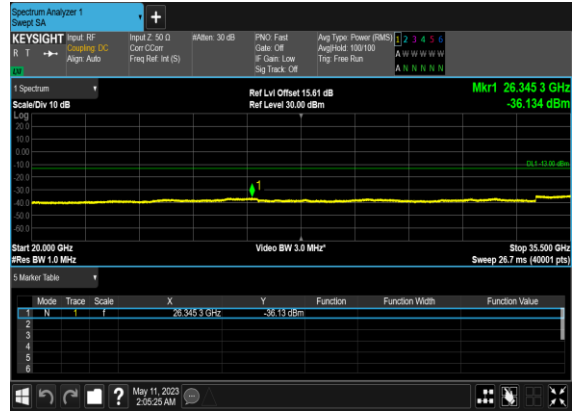 Spectrum Analyzer 1
Swept SA
+
KEYSIGHT Input: RF Input Z: 50 Ω #Atten: 30 dB PNO: Fast Avg Type: Power (RMS) 1 2 3 4 5 6
R T Coupling: DC Corr CCorr Gate: Off Avg|Hold: 100/100 A W W W W W
Align: Auto Freq Ref: Int (S) IF Gain: Low Trig: Free Run
Sig Track: Off A N N N N N
1 Spectrum Ref Lvl Offset 15.61 dB Mkr1 26.345 3 GHz
Scale/Div 10 dB Ref Level 30.00 dBm -36.134 dBm
Log
20.0
10.0
0.00
-10.0
DL1 -13.00 dBm
-20.0
-30.0
1
-40.0
-50.0
-60.0
Start 20.000 GHz Video BW 3.0 MHz* Stop 35.500 GHz
#Res BW 1.0 MHz Sweep 26.7 ms (40001 pts)
5 Marker Table
Mode Trace Scale X Y Function Function Width Function Value
1 N 1 f 26.345 3 GHz -36.13 dBm
2
3
4
5
6
? May 11, 2023
2:05:25 AM